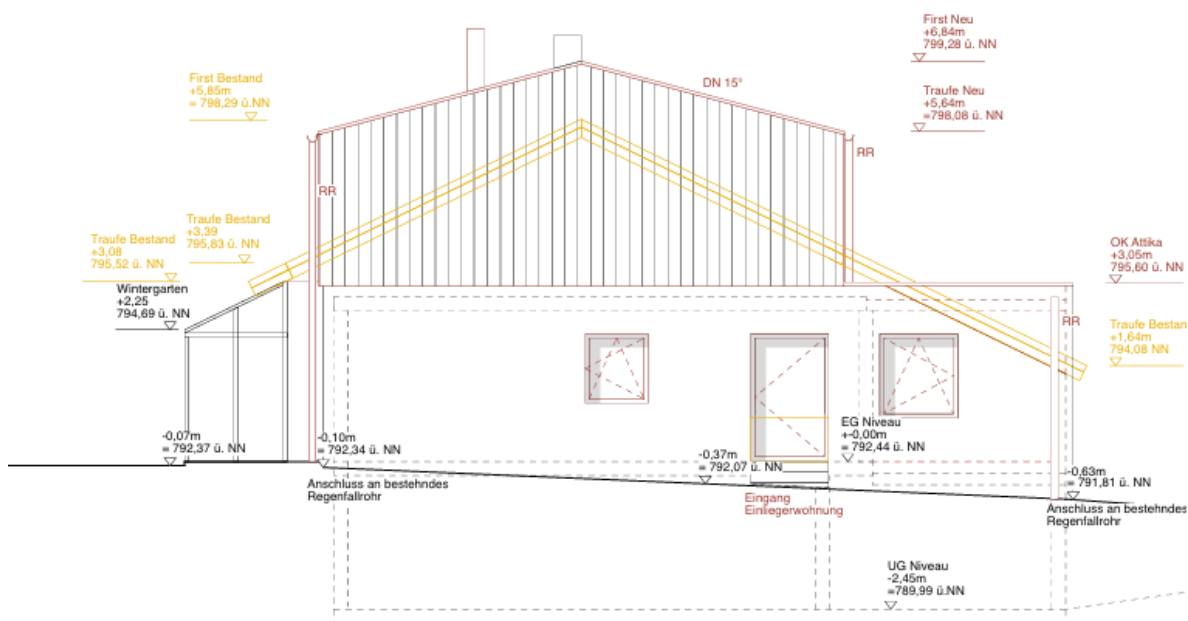 First Neu
+6,84m
799,28 ü. NN
First Bestand
+5,85m
= 798,29 ü.NN
DN 15°
Traufe Neu
+5,64m
=798,08 ü. NN
RR
RR
Traufe Bestand
+3,39
795,83 ü. NN
Traufe Bestand
+3,08
795,52 ü. NN
OK Attika
+3,05m
795,60 ü. NN
Wintergarten
+2,25
794,69 ü. NN
RR
Traufe Bestan
+1,64m
794,08 NN
-0,07m
= 792,37 ü. NN
-0,10m
= 792,34 ü. NN
EG Niveau
+-0,00m
= 792,44 ü. NN
-0,37m
= 792,07 ü. NN
-0,63m
= 791,81 ü. NN
Anschluss an bestehndes
Regenfallrohr
Eingang
Einliegerwohnung
Anschluss an bestehndes
Regenfallrohr
UG Niveau
-2,45m
=789,99 ü.NN